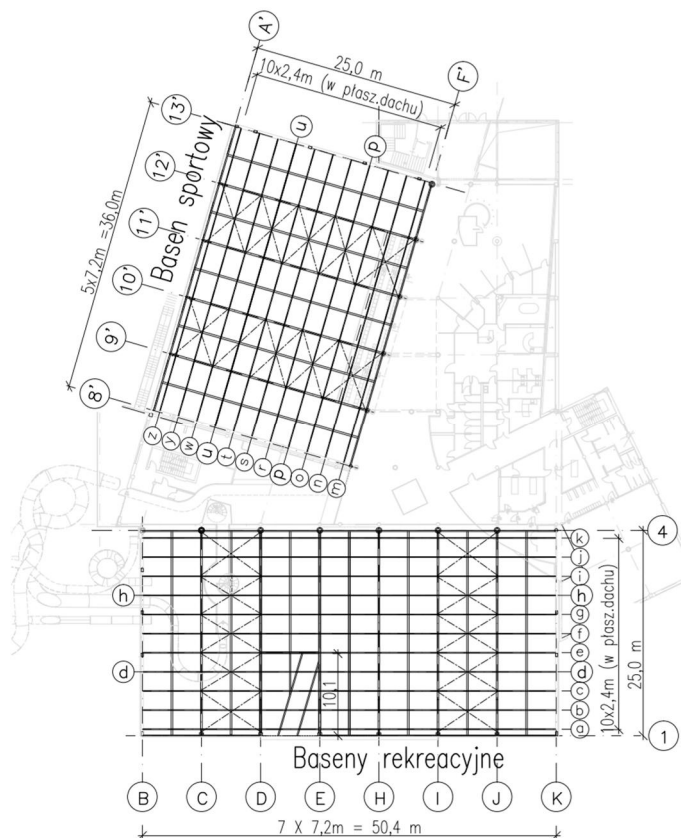 A'
25,0 m
10x2,4m (w płasz.dachu)
F'
13'
12'
11'
10'
9'
8'
5x7,2m =36,0m
Basen sportowy
u
p
z
y
w
u
t
s
r
p
o
n
m
k
j
i
h
g
f
e
d
c
b
a
h
d
4
1
10x2,4m (w płasz.dachu)
25,0 m
10,1
Baseny rekreacyjne
B
C
D
E
H
I
J
K
7 X 7,2m = 50,4 m